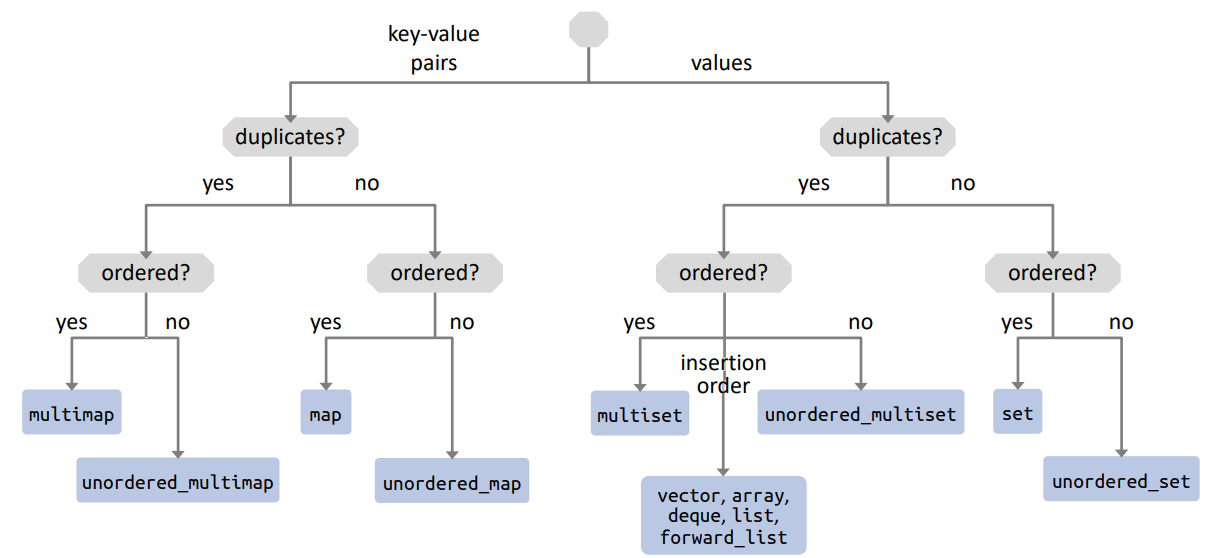 key-value
pairs
values
duplicates?
duplicates?
yes
no
yes
no
ordered?
ordered?
ordered?
ordered?
yes
no
yes
no
yes
no
yes
no
insertion
order
multimap
map
multiset
unordered_multiset
set
unordered_multimap
unordered_map
unordered_set
vector, array,
deque, list,
forward_list